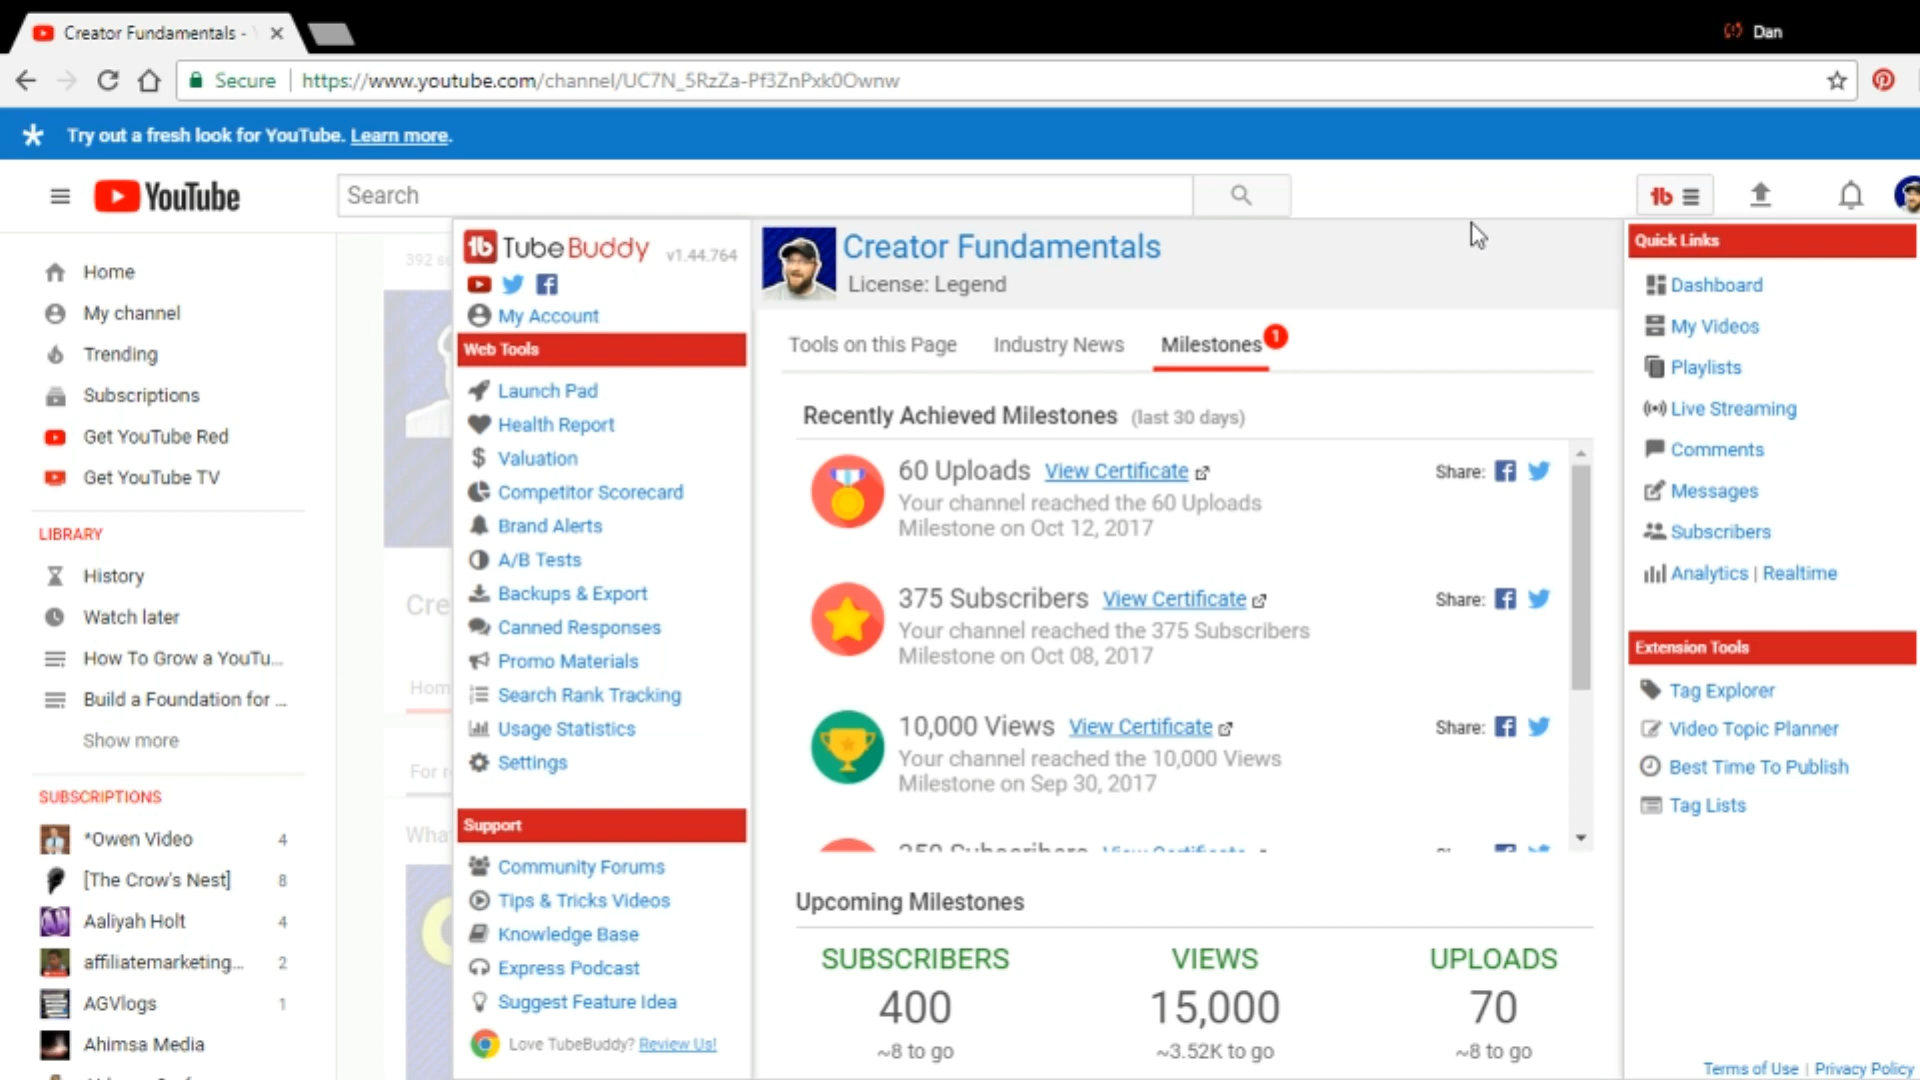 Creator Fundamentals -
Dan
Secure
https://www.youtube.com/channel/UC7N_5RzZa-Pf3ZnPxk0Ownw
Try out a fresh look for YouTube. Learn more.
YouTube
Search
Home
My channel
Trending
Subscriptions
Get YouTube Red
Get YouTube TV
LIBRARY
History
Watch later
How To Grow a YouTu...
Build a Foundation for ...
Show more
SUBSCRIPTIONS
*Owen Video 4
[The Crow's Nest] 8
Aaliyah Holt 4
affiliatemarketing... 2
AGVlogs 1
Ahimsa Media
392 s
Cre
Hom
For r
Wha
TubeBuddy v1.44.764
My Account
Web Tools
Launch Pad
Health Report
Valuation
Competitor Scorecard
Brand Alerts
A/B Tests
Backups & Export
Canned Responses
Promo Materials
Search Rank Tracking
Usage Statistics
Settings
Support
Community Forums
Tips & Tricks Videos
Knowledge Base
Express Podcast
Suggest Feature Idea
Love TubeBuddy? Review Us!
Creator Fundamentals
License: Legend
Tools on this Page Industry News Milestones 1
Recently Achieved Milestones (last 30 days)
60 Uploads View Certificate Share:
Your channel reached the 60 Uploads
Milestone on Oct 12, 2017
375 Subscribers View Certificate Share:
Your channel reached the 375 Subscribers
Milestone on Oct 08, 2017
10,000 Views View Certificate Share:
Your channel reached the 10,000 Views
Milestone on Sep 30, 2017
Upcoming Milestones
SUBSCRIBERS VIEWS UPLOADS
400 15,000 70
~8 to go ~3.52K to go ~8 to go
Quick Links
Dashboard
My Videos
Playlists
Live Streaming
Comments
Messages
Subscribers
Analytics | Realtime
Extension Tools
Tag Explorer
Video Topic Planner
Best Time To Publish
Tag Lists
Terms of Use | Privacy Policy